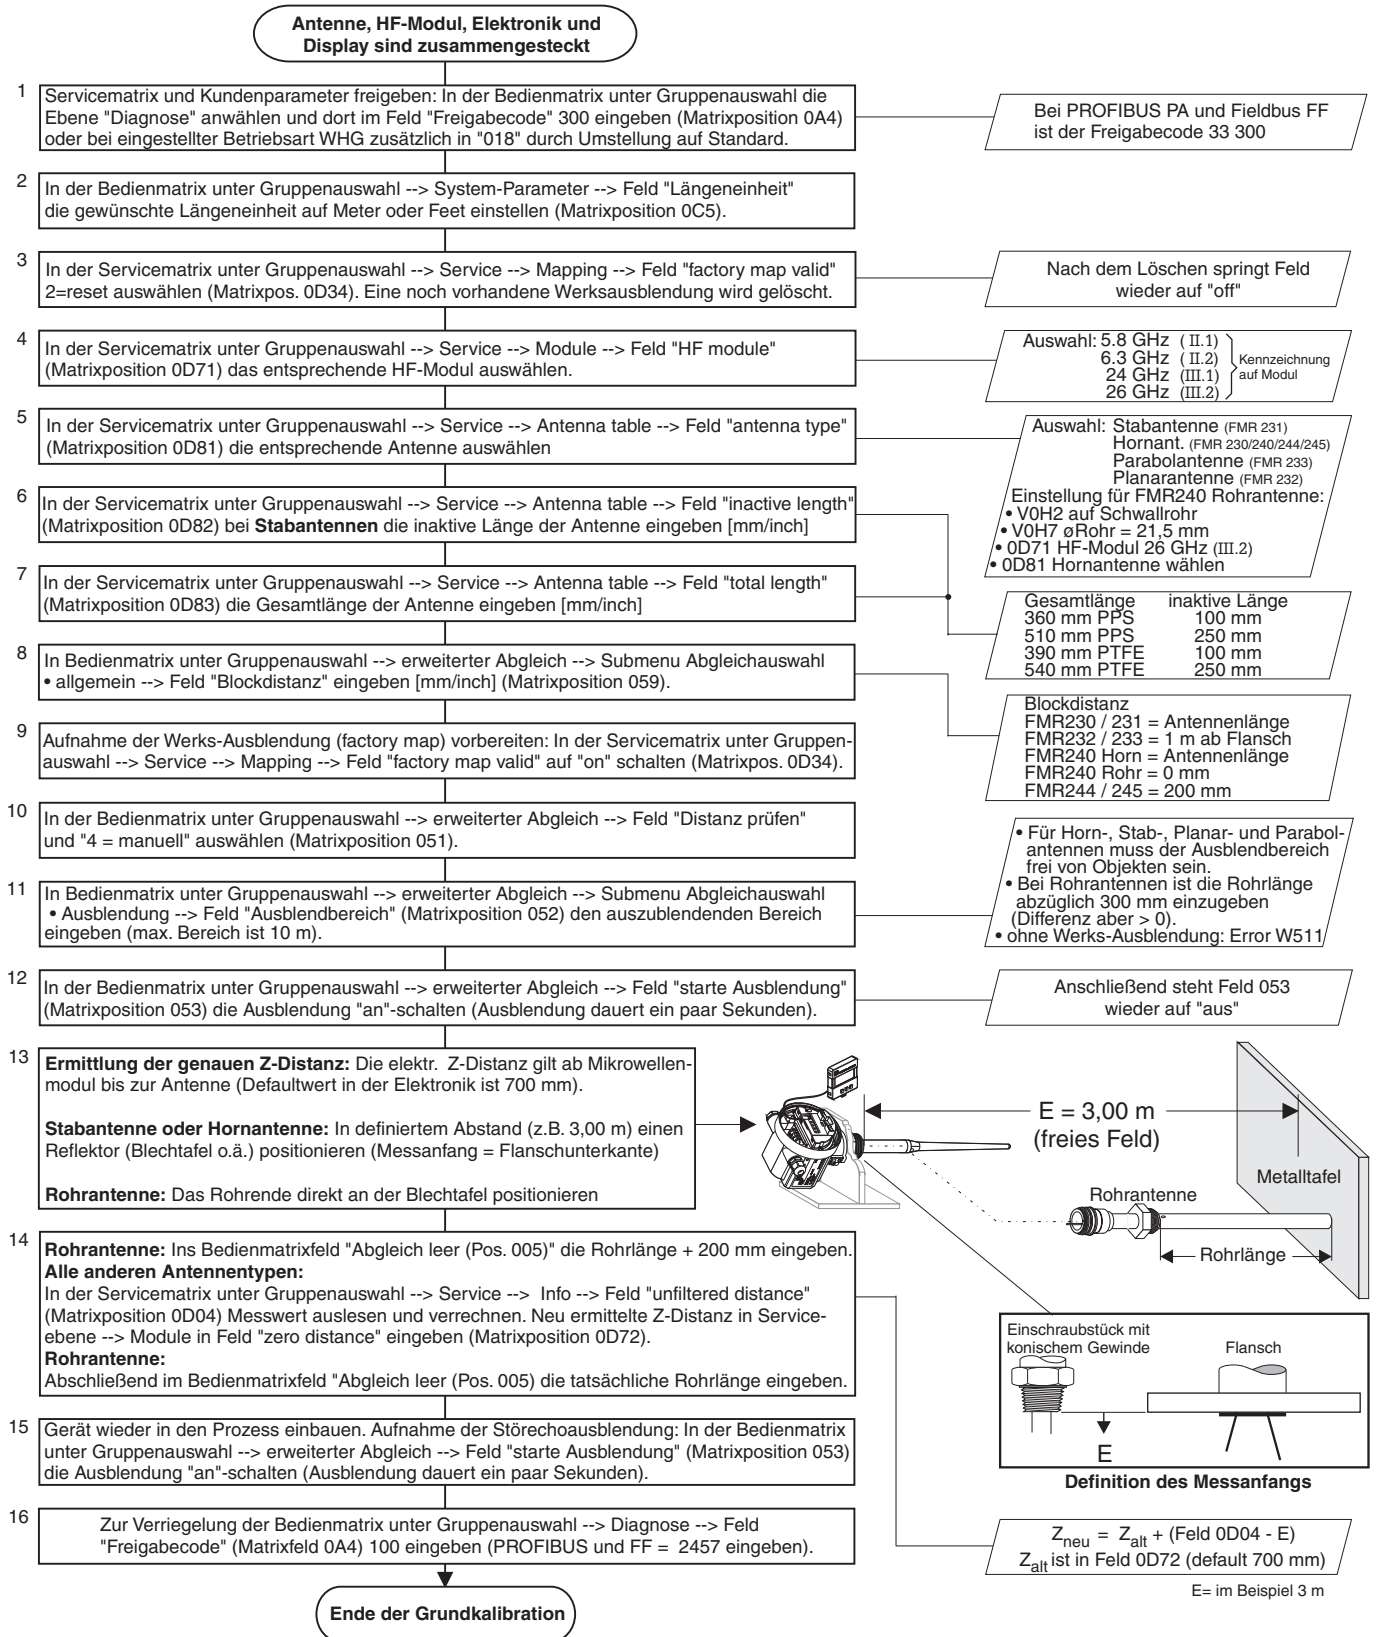 Antenne, HF-Modul, Elektronik und
Display sind zusammengesteckt
1
Servicematrix und Kundenparameter freigeben: In der Bedienmatrix unter Gruppenauswahl die
Ebene "Diagnose" anwählen und dort im Feld "Freigabecode" 300 eingeben (Matrixposition 0A4)
oder bei eingestellter Betriebsart WHG zusätzlich in "018" durch Umstellung auf Standard.
Bei PROFIBUS PA und Fieldbus FF
ist der Freigabecode 33 300
2
In der Bedienmatrix unter Gruppenauswahl --> System-Parameter --> Feld "Längeneinheit"
die gewünschte Längeneinheit auf Meter oder Feet einstellen (Matrixposition 0C5).
3
In der Servicematrix unter Gruppenauswahl --> Service --> Mapping --> Feld "factory map valid"
2=reset auswählen (Matrixpos. 0D34). Eine noch vorhandene Werksausblendung wird gelöscht.
Nach dem Löschen springt Feld
wieder auf "off"
4
In der Servicematrix unter Gruppenauswahl --> Service --> Module --> Feld "HF module"
(Matrixposition 0D71) das entsprechende HF-Modul auswählen.
Auswahl: 5.8 GHz (II.1)
6.3 GHz (II.2)
24 GHz (III.1)
26 GHz (III.2)
Kennzeichnung
auf Modul
5
In der Servicematrix unter Gruppenauswahl --> Service --> Antenna table --> Feld "antenna type"
(Matrixposition 0D81) die entsprechende Antenne auswählen
Auswahl: Stabantenne (FMR 231)
Hornant. (FMR 230/240/244/245)
Parabolantenne (FMR 233)
Planarantenne (FMR 232)
Einstellung für FMR240 Rohrantenne:
• V0H2 auf Schwallrohr
• V0H7 øRohr = 21,5 mm
• 0D71 HF-Modul 26 GHz (III.2)
• 0D81 Hornantenne wählen
6
In der Servicematrix unter Gruppenauswahl --> Service --> Antenna table --> Feld "inactive length"
(Matrixposition 0D82) bei Stabantennen die inaktive Länge der Antenne eingeben [mm/inch]
7
In der Servicematrix unter Gruppenauswahl --> Service --> Antenna table --> Feld "total length"
(Matrixposition 0D83) die Gesamtlänge der Antenne eingeben [mm/inch]
Gesamtlänge inaktive Länge
360 mm PPS 100 mm
510 mm PPS 250 mm
390 mm PTFE 100 mm
540 mm PTFE 250 mm
8
In Bedienmatrix unter Gruppenauswahl --> erweiterter Abgleich --> Submenu Abgleichauswahl
• allgemein --> Feld "Blockdistanz" eingeben [mm/inch] (Matrixposition 059).
Blockdistanz
FMR230 / 231 = Antennenlänge
FMR232 / 233 = 1 m ab Flansch
FMR240 Horn = Antennenlänge
FMR240 Rohr = 0 mm
FMR244 / 245 = 200 mm
9
Aufnahme der Werks-Ausblendung (factory map) vorbereiten: In der Servicematrix unter Gruppen-
auswahl --> Service --> Mapping --> Feld "factory map valid" auf "on" schalten (Matrixpos. 0D34).
10
In der Bedienmatrix unter Gruppenauswahl --> erweiterter Abgleich --> Feld "Distanz prüfen"
und "4 = manuell" auswählen (Matrixposition 051).
11
In Bedienmatrix unter Gruppenauswahl --> erweiterter Abgleich --> Submenu Abgleichauswahl
• Ausblendung --> Feld "Ausblendbereich" (Matrixposition 052) den auszublendenden Bereich
eingeben (max. Bereich ist 10 m).
• Für Horn-, Stab-, Planar- und Parabol-
antennen muss der Ausblendbereich
frei von Objekten sein.
• Bei Rohrantennen ist die Rohrlänge
abzüglich 300 mm einzugeben
(Differenz aber > 0).
• ohne Werks-Ausblendung: Error W511
12
In der Bedienmatrix unter Gruppenauswahl --> erweiterter Abgleich --> Feld "starte Ausblendung"
(Matrixposition 053) die Ausblendung "an"-schalten (Ausblendung dauert ein paar Sekunden).
Anschließend steht Feld 053
wieder auf "aus"
13
Ermittlung der genauen Z-Distanz: Die elektr. Z-Distanz gilt ab Mikrowellen-
modul bis zur Antenne (Defaultwert in der Elektronik ist 700 mm).
Stabantenne oder Hornantenne: In definiertem Abstand (z.B. 3,00 m) einen
Reflektor (Blechtafel o.ä.) positionieren (Messanfang = Flanschunterkante)
Rohrantenne: Das Rohrende direkt an der Blechtafel positionieren
E = 3,00 m
(freies Feld)
Metalltafel
Rohrantenne
Rohrlänge
14
Rohrantenne: Ins Bedienmatrixfeld "Abgleich leer (Pos. 005)" die Rohrlänge + 200 mm eingeben.
Alle anderen Antennentypen:
In der Servicematrix unter Gruppenauswahl --> Service --> Info --> Feld "unfiltered distance"
(Matrixposition 0D04) Messwert auslesen und verrechnen. Neu ermittelte Z-Distanz in Service-
ebene --> Module in Feld "zero distance" eingeben (Matrixposition 0D72).
Rohrantenne:
Abschließend im Bedienmatrixfeld "Abgleich leer (Pos. 005) die tatsächliche Rohrlänge eingeben.
Einschraubstück mit
konischem Gewinde
Flansch
E
Definition des Messanfangs
15
Gerät wieder in den Prozess einbauen. Aufnahme der Störechoausblendung: In der Bedienmatrix
unter Gruppenauswahl --> erweiterter Abgleich --> Feld "starte Ausblendung" (Matrixposition 053)
die Ausblendung "an"-schalten (Ausblendung dauert ein paar Sekunden).
16
Zur Verriegelung der Bedienmatrix unter Gruppenauswahl --> Diagnose --> Feld
"Freigabecode" (Matrixfeld 0A4) 100 eingeben (PROFIBUS und FF = 2457 eingeben).
Zneu = Zalt + (Feld 0D04 - E)
Zalt ist in Feld 0D72 (default 700 mm)
E= im Beispiel 3 m
Ende der Grundkalibration